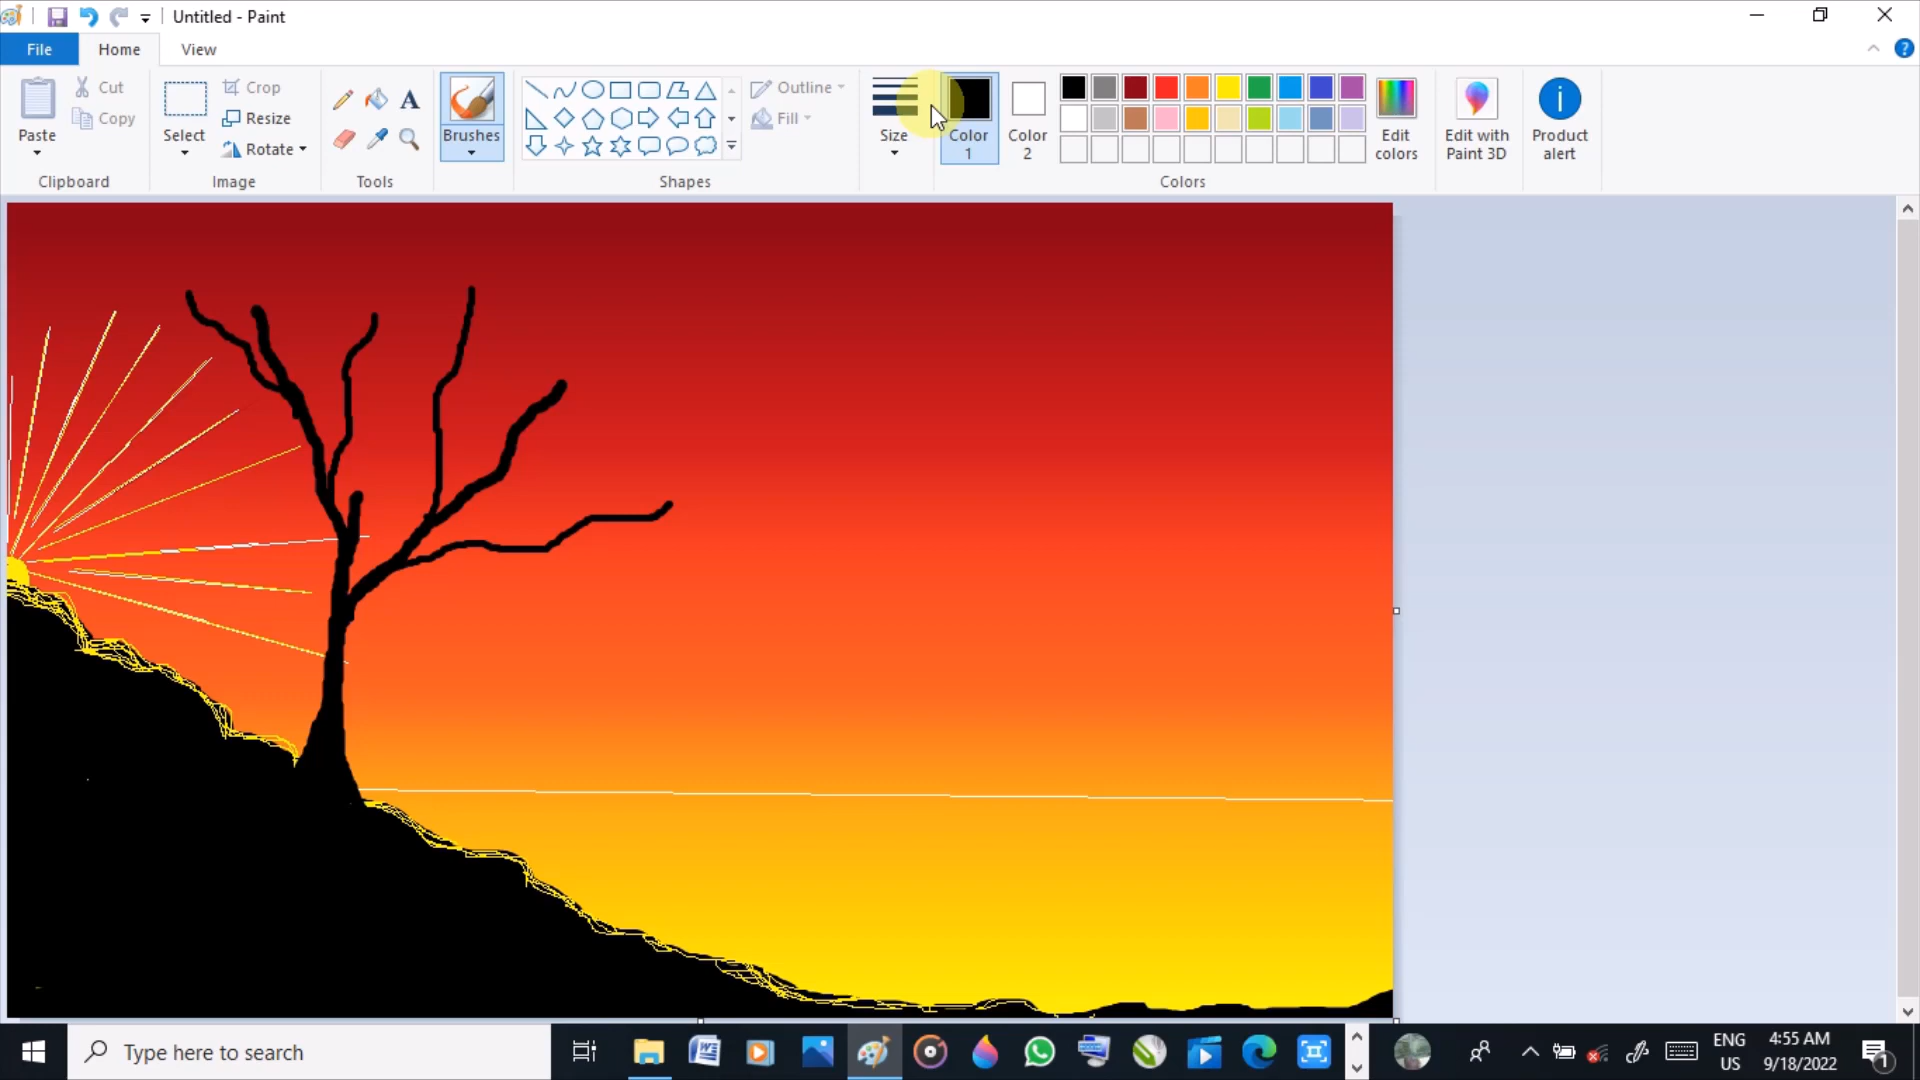 Untitled - Paint
File
Home
View
Paste
Cut
Copy
Clipboard
Select
Crop
Resize
Rotate
Image
A
Tools
Brushes
Outline
Fill
Shapes
Size
Color
1
Color
2
Edit
colors
Colors
Edit with
Paint 3D
Product
alert
Type here to search
ENG
US
4:55 AM
9/18/2022
1